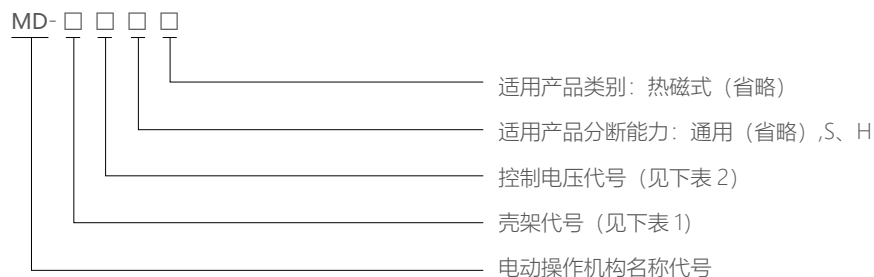 MD-□ □ □ □
适用产品类别：热磁式（省略）
适用产品分断能力：通用（省略）,S、H
控制电压代号（见下表 2）
壳架代号（见下表 1）
电动操作机构名称代号